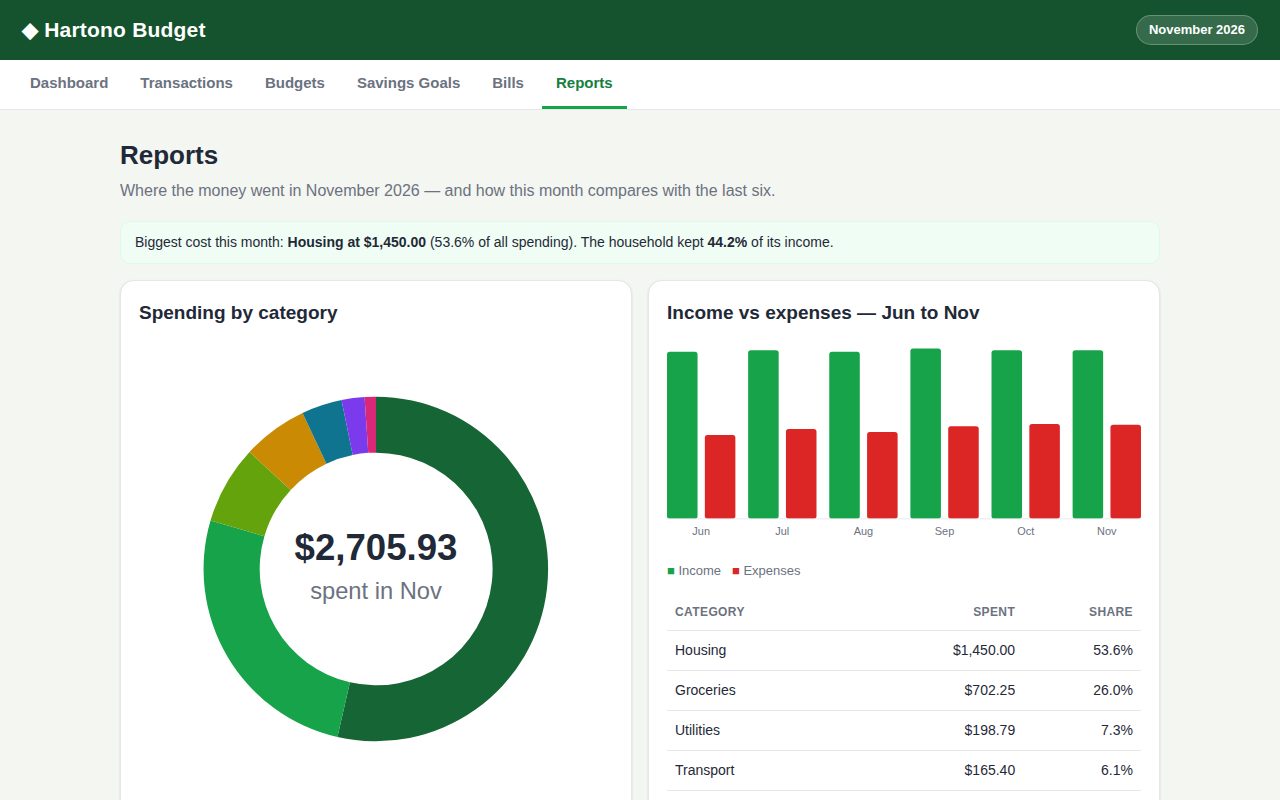 ◆ Hartono Budget
November 2026
Dashboard Transactions Budgets Savings Goals Bills Reports
Reports
Where the money went in November 2026 — and how this month compares with the last six.
Biggest cost this month: Housing at $1,450.00 (53.6% of all spending). The household kept 44.2% of its income.
Spending by category
$2,705.93
spent in Nov
Income vs expenses — Jun to Nov
Jun Jul Aug Sep Oct Nov
Income Expenses
CATEGORY SPENT SHARE
Housing $1,450.00 53.6%
Groceries $702.25 26.0%
Utilities $198.79 7.3%
Transport $165.40 6.1%